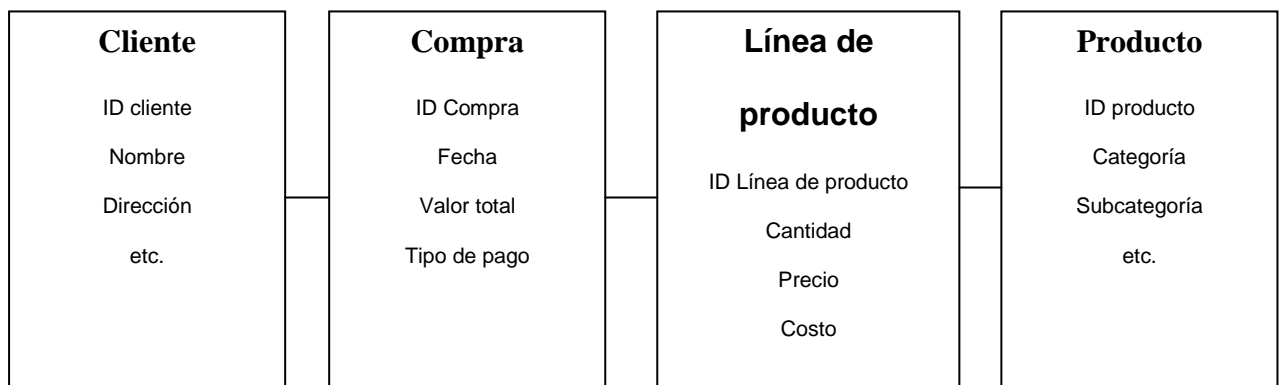 Cliente
ID cliente
Nombre
Dirección
etc.
Compra
ID Compra
Fecha
Valor total
Tipo de pago
Línea de
producto
ID Línea de producto
Cantidad
Precio
Costo
Producto
ID producto
Categoría
Subcategoría
etc.